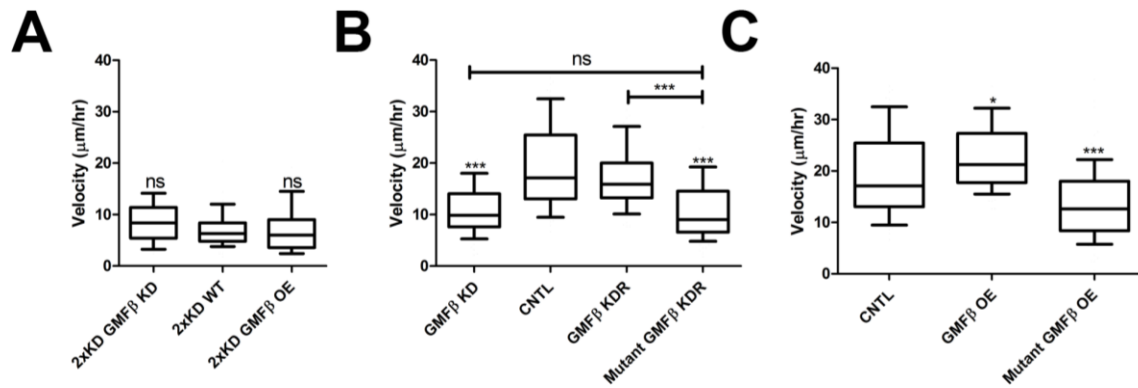 A
Velocity (μm/hr)
40
30
20
10
0
ns
ns
2xKD GMFβ KD
2xKD WT
2xKD GMFβ OE
B
Velocity (μm/hr)
40
30
20
10
0
ns
***
***
***
GMFβ KD
CNTL
GMFβ KDR
Mutant GMFβ KDR
C
Velocity (μm/hr)
40
30
20
10
0
*
***
CNTL
GMFβ OE
Mutant GMFβ OE